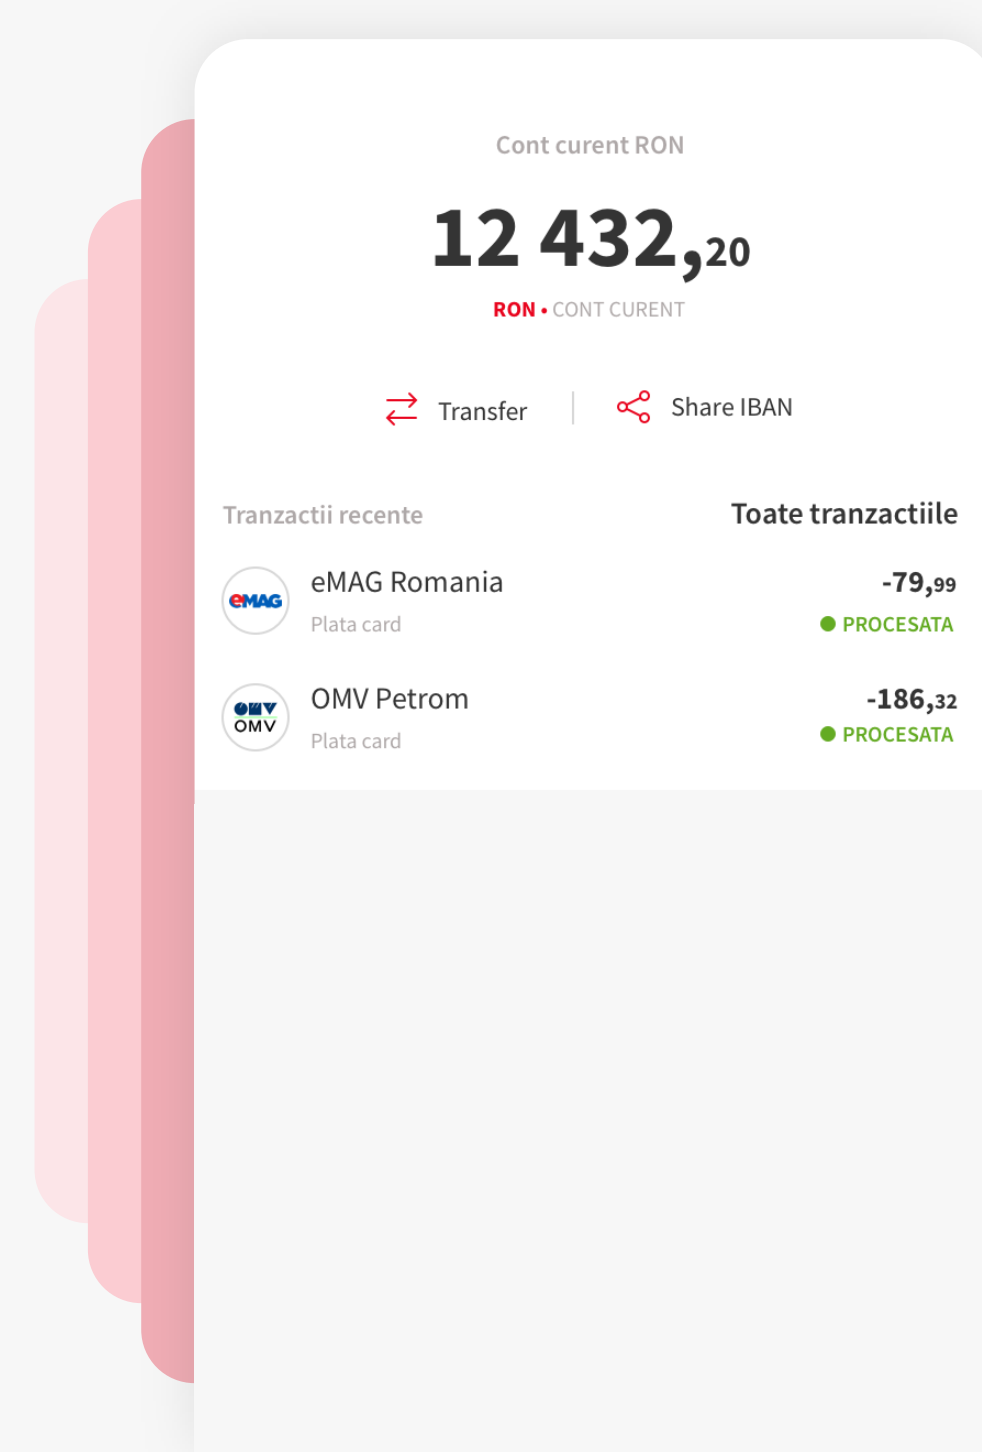 Cont curent RON
12 432,20
RON • CONT CURENT
Transfer
Share IBAN
Tranzactii recente
Toate tranzactiile
eMAG
eMAG Romania
-79,99
Plata card
PROCESATA
OMV
OMV
OMV Petrom
-186,32
Plata card
PROCESATA